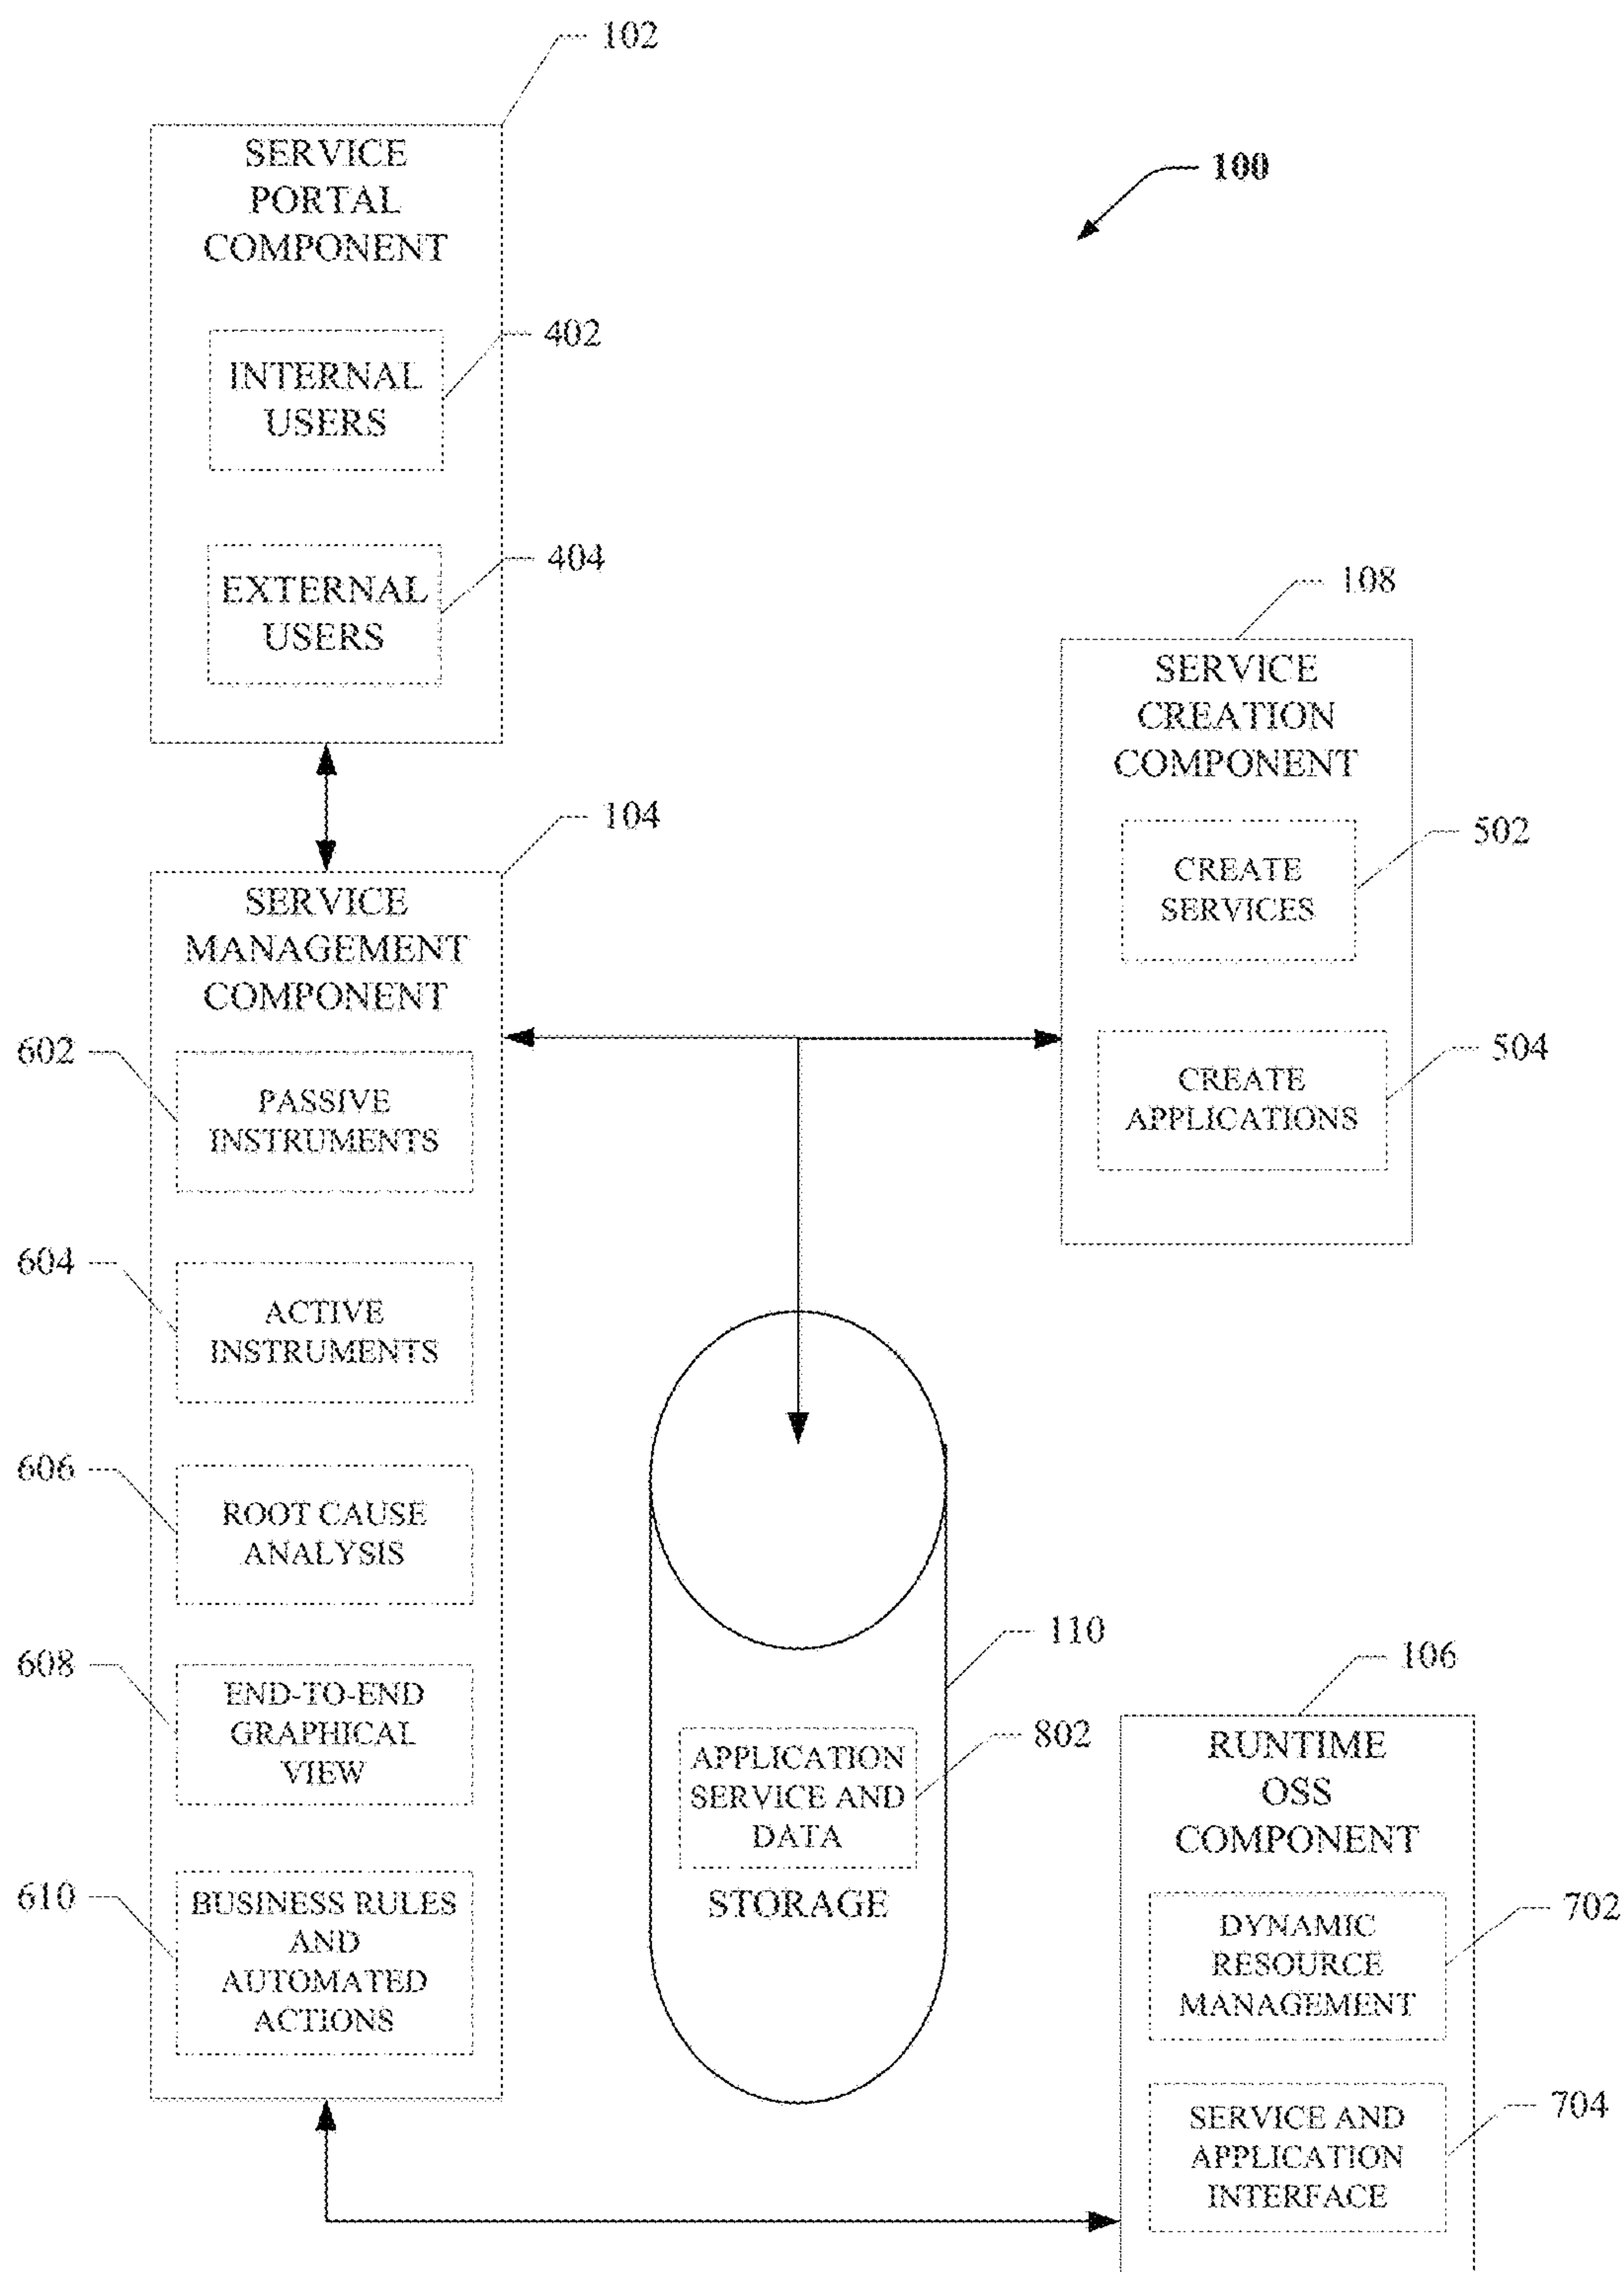 102
SERVICE
PORTAL
COMPONENT
100
402
INTERNAL
USERS
404
EXTERNAL
USERS
108
SERVICE
CREATION
COMPONENT
502
CREATE
SERVICES
504
CREATE
APPLICATIONS
104
SERVICE
MANAGEMENT
COMPONENT
602
PASSIVE
INSTRUMENTS
604
ACTIVE
INSTRUMENTS
606
ROOT CAUSE
ANALYSIS
608
END-TO-END
GRAPHICAL
VIEW
610
BUSINESS RULES
AND
AUTOMATED
ACTIONS
110
802
APPLICATION
SERVICE AND
DATA
STORAGE
106
RUNTIME
OSS
COMPONENT
702
DYNAMIC
RESOURCE
MANAGEMENT
704
SERVICE AND
APPLICATION
INTERFACE